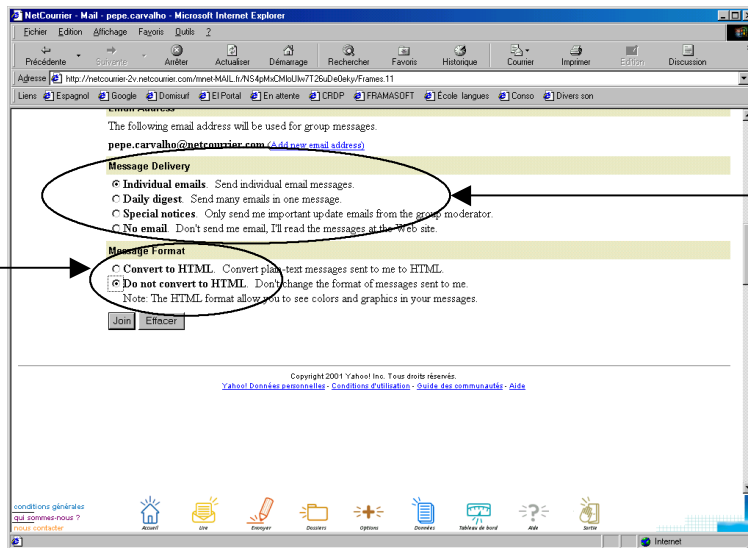 NetCourrier - Mail - pepe.carvalho - Microsoft Internet Explorer
Fichier Edition Affichage Favoris Outils ?
Précédente Suivante Arrêter Actualiser Démarrage Rechercher Favoris Historique Courrier Imprimer Edition Discussion
Adresse http://netcourrier-2v.netcourrier.com/mnet-MAIL.fr/NS4pMxCMIoUIw7T26uDe0eky/Frames.11
Liens Espagnol Google Domisurf El Portal En attente CRDP FRAMASOFT École langues Conso Divers son
Email Address
The following email address will be used for group messages.
pepe.carvalho@netcourrier.com (Add new email address)
Message Delivery
Individual emails. Send individual email messages.
Daily digest. Send many emails in one message.
Special notices. Only send me important update emails from the group moderator.
No email. Don't send me email, I'll read the messages at the Web site.
Message Format
Convert to HTML. Convert plain-text messages sent to me to HTML.
Do not convert to HTML. Don't change the format of messages sent to me.
Note: The HTML format allow you to see colors and graphics in your messages.
Join Effacer
Copyright 2001 Yahoo! Inc. Tous droits réservés.
Yahoo! Données personnelles - Conditions d'utilisation - Guide des communautés - Aide
conditions générales
qui sommes-nous ?
nous contacter
Accueil Lire Envoyer Dossiers Options Données Tableau de bord Aide Sortie
Internet